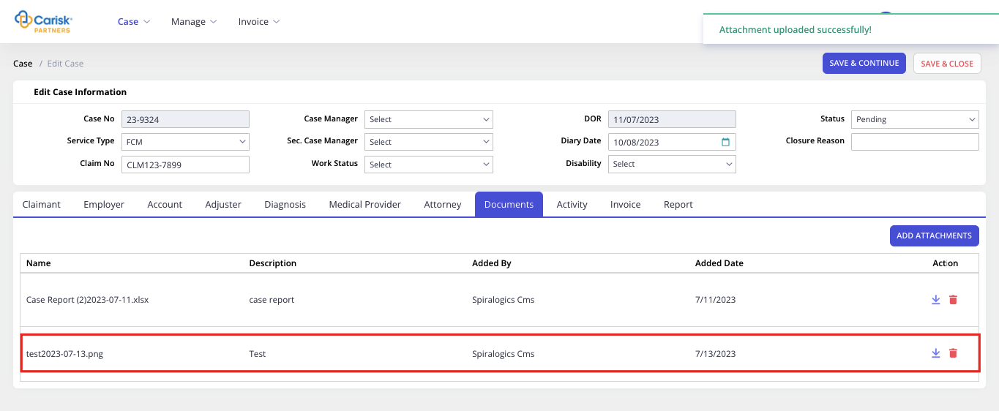 Carisk
PARTNERS
Case Manage Invoice
Attachment uploaded successfully!
Case / Edit Case
SAVE & CONTINUE SAVE & CLOSE
Edit Case Information
Case No 23-9324 Case Manager Select DOR 11/07/2023 Status Pending
Service Type FCM Sec. Case Manager Select Diary Date 10/08/2023 Closure Reason
Claim No CLM123-7899 Work Status Select Disability Select
Claimant Employer Account Adjuster Diagnosis Medical Provider Attorney Documents Activity Invoice Report
ADD ATTACHMENTS
Name Description Added By Added Date Action
Case Report (2)2023-07-11.xlsx case report Spiralogics Cms 7/11/2023
test2023-07-13.png Test Spiralogics Cms 7/13/2023